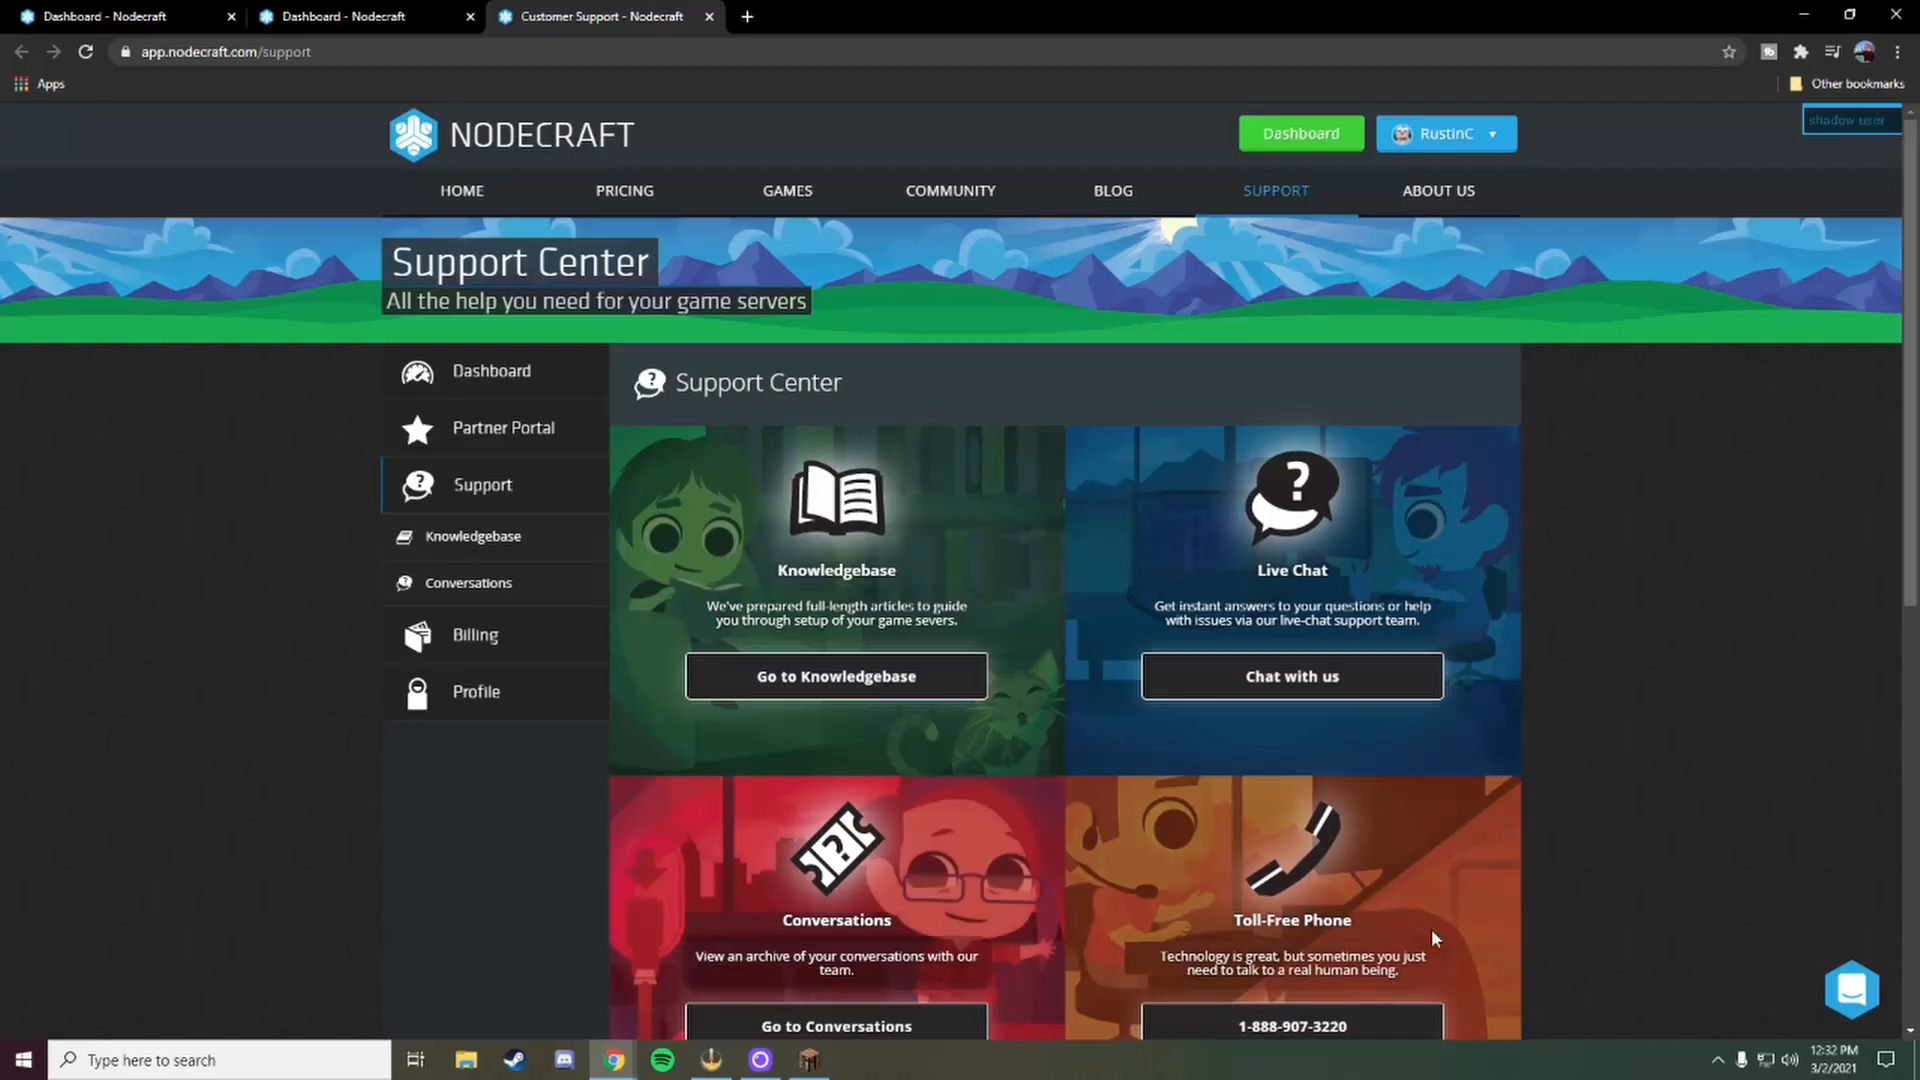 Dashboard - Nodecraft
Dashboard - Nodecraft
Customer Support - Nodecraft
app.nodecraft.com/support
Apps
Other bookmarks
NODECRAFT
Dashboard
RustinC
shadow user
HOME
PRICING
GAMES
COMMUNITY
BLOG
SUPPORT
ABOUT US
Support Center
All the help you need for your game servers
Dashboard
Partner Portal
Support
Knowledgebase
Conversations
Billing
Profile
Support Center
Knowledgebase
We've prepared full-length articles to guide
you through setup of your game severs.
Go to Knowledgebase
Live Chat
Get instant answers to your questions or help
with issues via our live-chat support team.
Chat with us
Conversations
View an archive of your conversations with our
team.
Go to Conversations
Toll-Free Phone
Technology is great, but sometimes you just
need to talk to a real human being.
1-888-907-3220
Type here to search
12:32 PM
3/2/2021